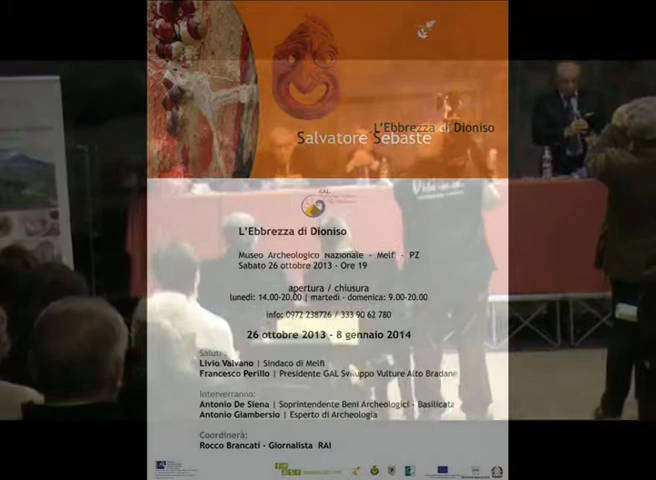 L'Ebbrezza di Dioniso
Salvatore Sebaste
GAL
L'Ebbrezza di Dioniso
Museo Archeologico Nazionale - Melfi - PZ
Sabato 26 ottobre 2013 - Ore 19
apertura / chiusura
lunedì: 14.00-20.00 | martedì - domenica: 9.00-20.00
info: 0972 238726 / 333 90 62 780
26 ottobre 2013 - 8 gennaio 2014
Saluti
Livio Valvano | Sindaco di Melfi
Francesco Perillo | Presidente GAL Sviluppo Vulture Alto Bradano
Interverranno:
Antonio De Siena | Soprintendente Beni Archeologici - Basilicata
Antonio Giambersio | Esperto di Archeologia
Coordinerà:
Rocco Brancati - Giornalista RAI